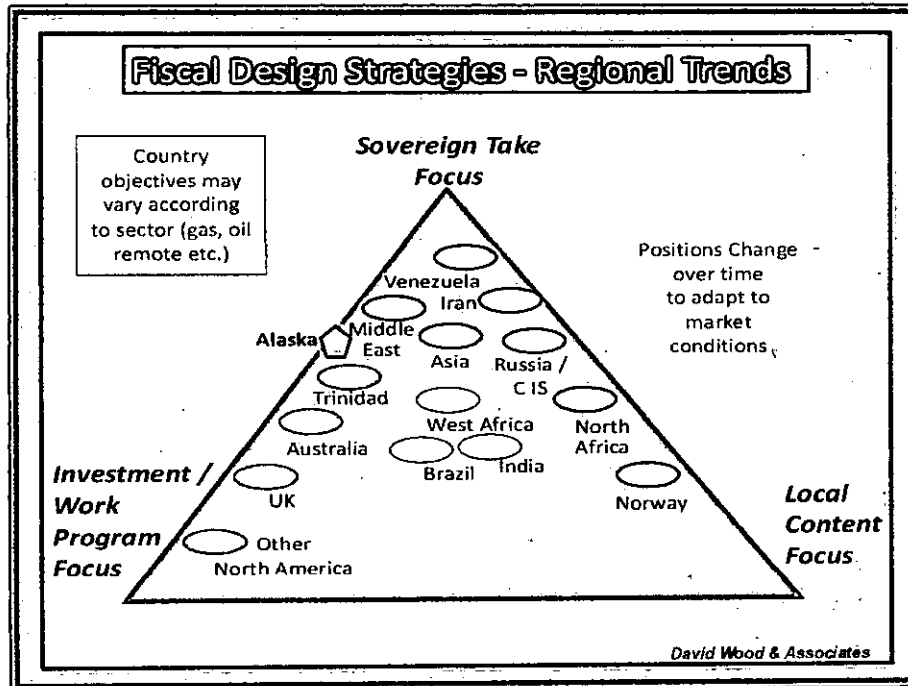 Fiscal Design Strategies - Regional Trends
Country
objectives may
vary according
to sector (gas, oil
remote etc.)
Sovereign Take
Focus
Positions Change
over time
to adapt to
market
conditions
Venezuela
Iran
Alaska
Middle
East
Asia
Russia /
CIS
Trinidad
West Africa
North
Africa
Australia
Brazil
India
Investment /
Work
Program
Focus
UK
Norway
Local
Content
Focus
Other
North America
David Wood & Associates